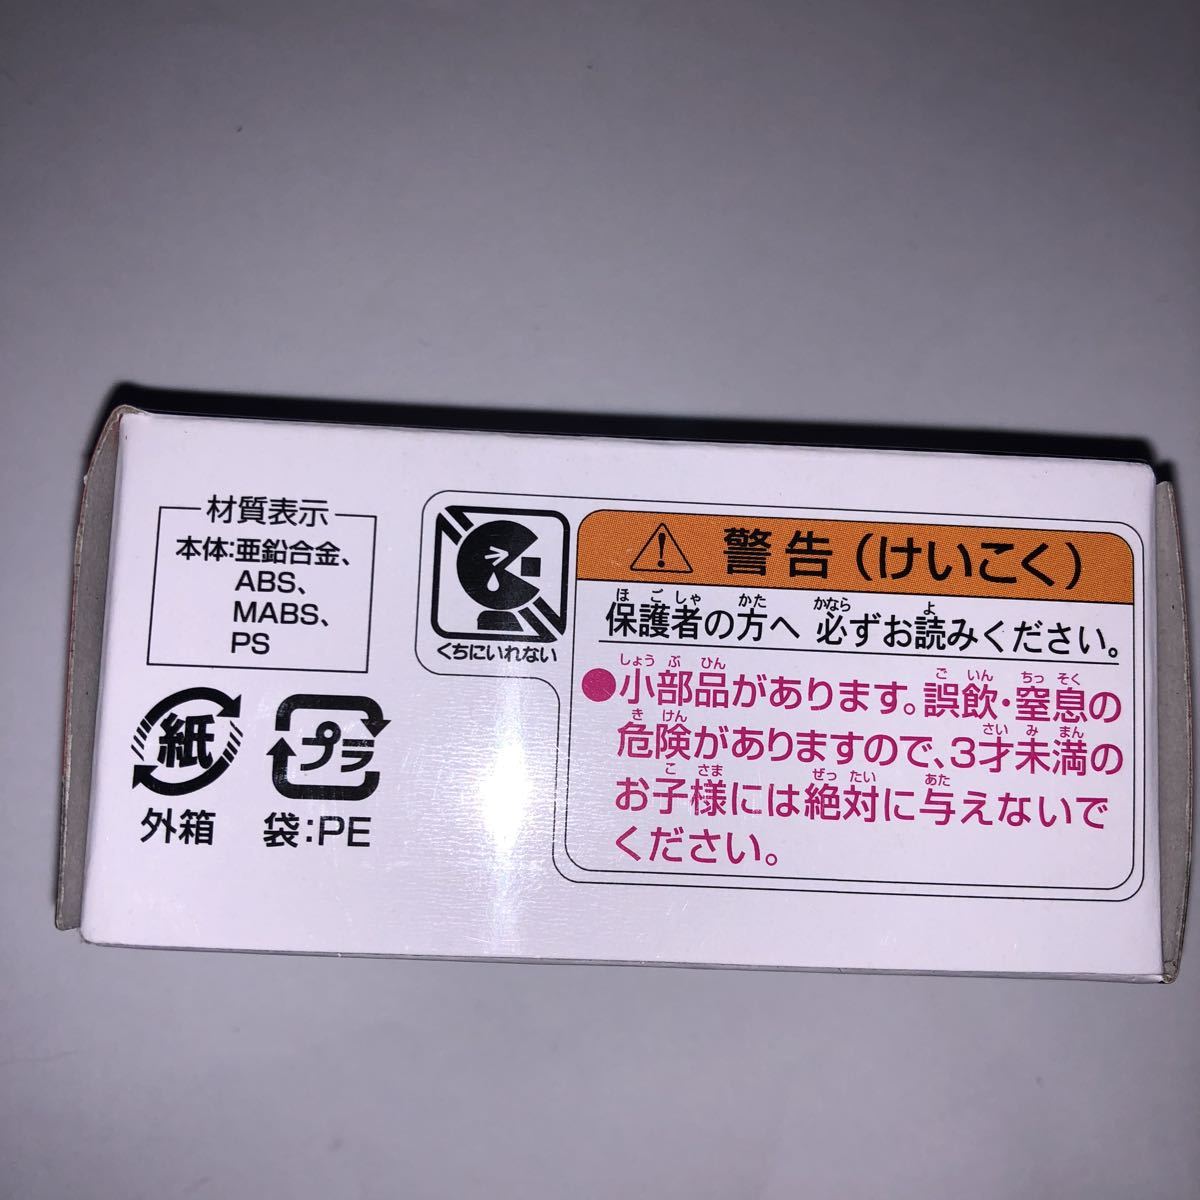 材質表示
本体:亜鉛合金、
ABS、
MABS、
PS
紙
外箱
プラ
袋:PE
くちにいれない
警告(けいこく)
ほごしゃ かた かなら よ
保護者の方へ 必ずお読みください。
しょうぶひん ごいん ちっそく
●小部品があります。誤飲・窒息の
きけん さいみまん
危険がありますので、3才未満の
こさま ぜったい あた
お子様には絶対に与えないで
ください。